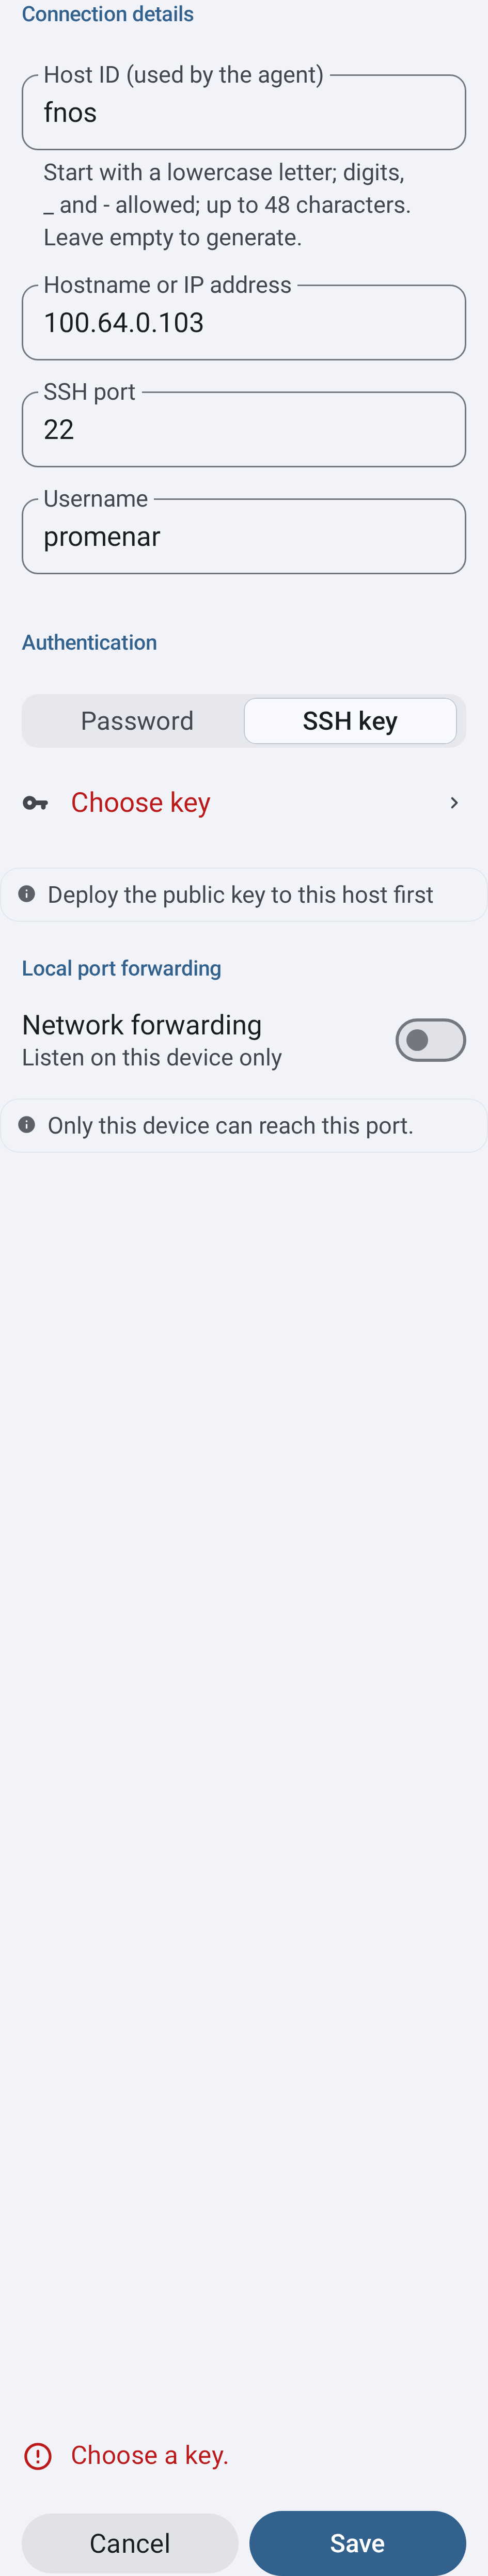 Connection details
Host ID (used by the agent)
fnos
Start with a lowercase letter; digits,
_ and - allowed; up to 48 characters.
Leave empty to generate.
Hostname or IP address
100.64.0.103
SSH port
22
Username
promenar
Authentication
Password
SSH key
Choose key
Deploy the public key to this host first
Local port forwarding
Network forwarding
Listen on this device only
Only this device can reach this port.
Choose a key.
Cancel
Save